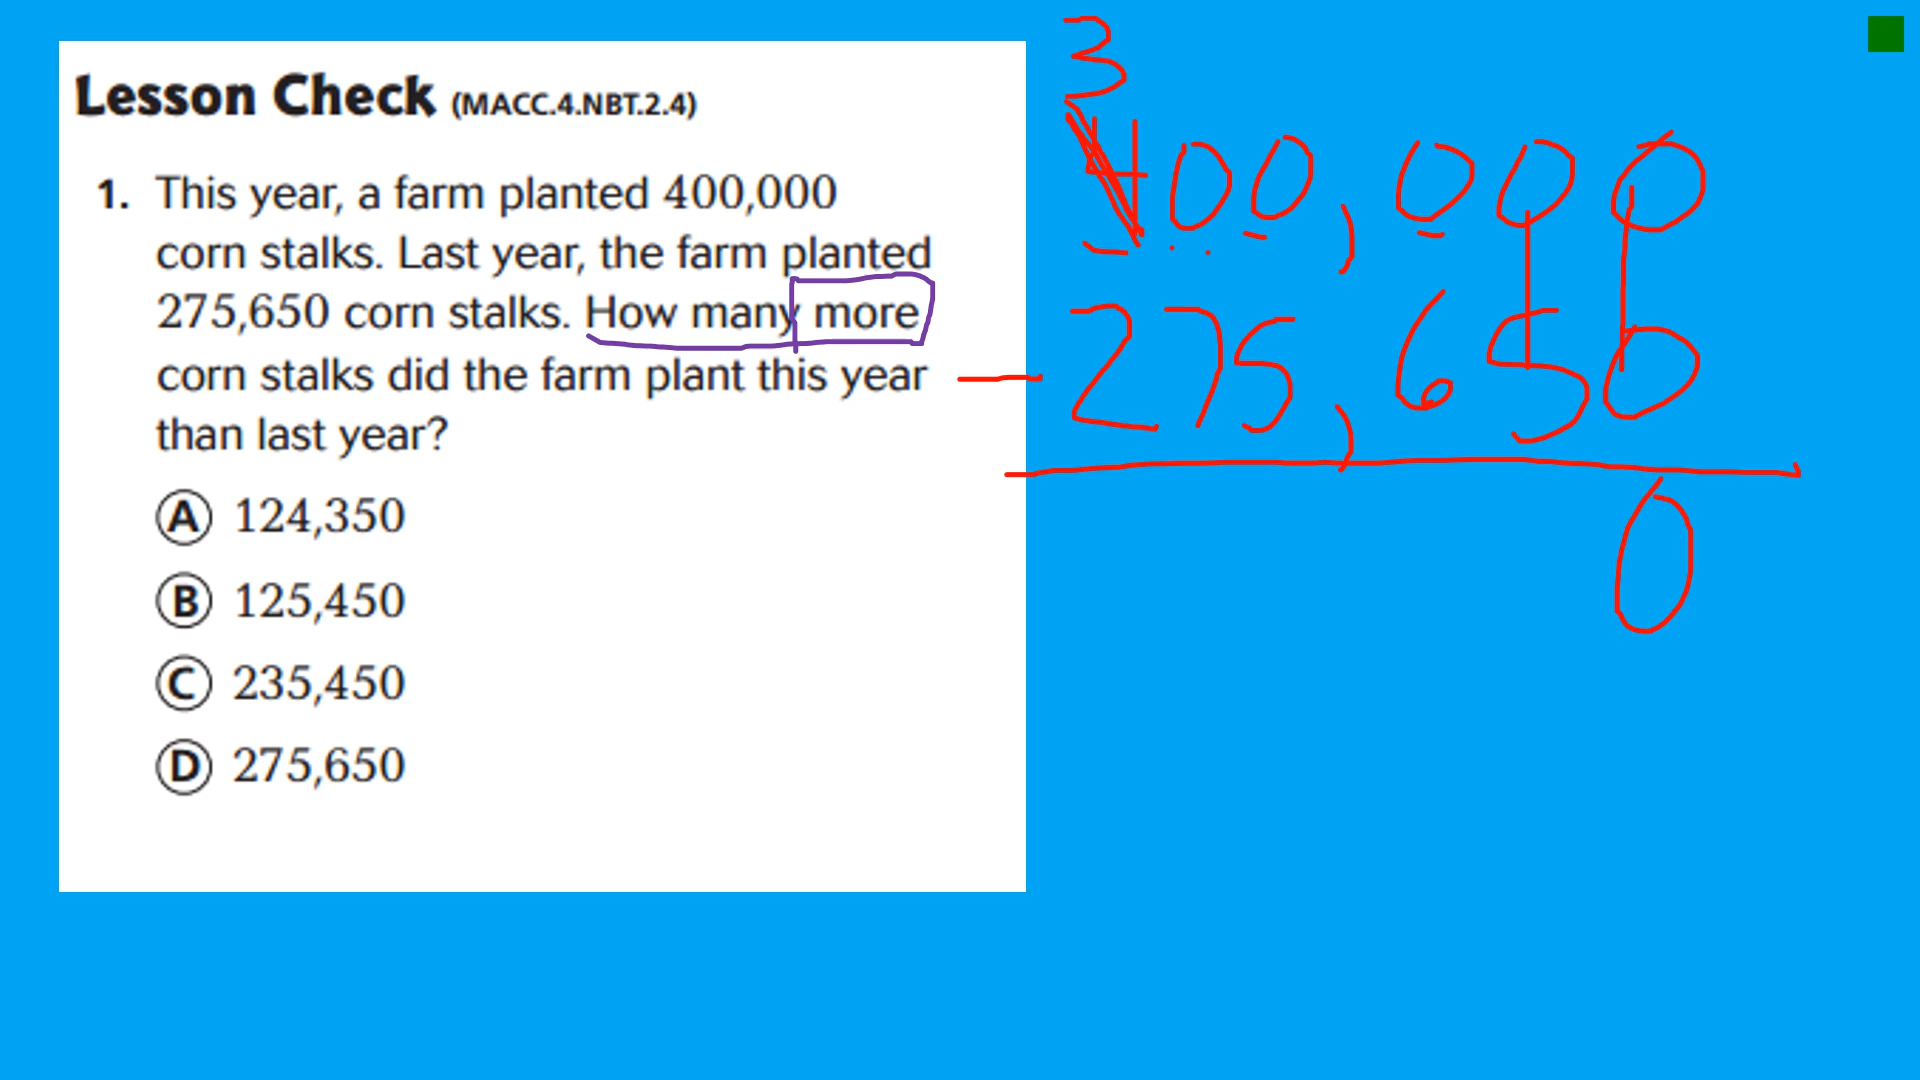 Lesson Check (MACC.4.NBT.2.4)
1. This year, a farm planted 400,000
corn stalks. Last year, the farm planted
275,650 corn stalks. How many more
corn stalks did the farm plant this year
than last year?
A 124,350
B 125,450
C 235,450
D 275,650
3
400,000
- 275,650
0